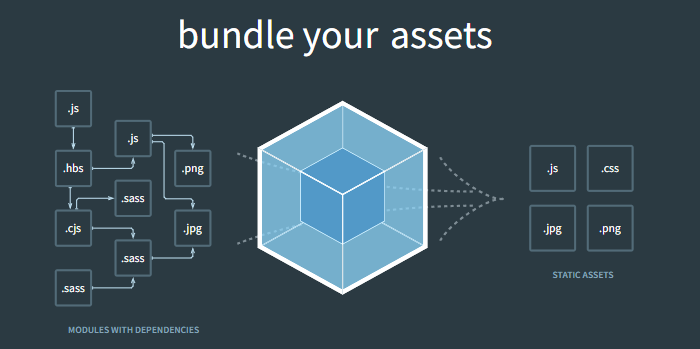 bundle your assets
.js
.js
.hbs
.png
.sass
.cjs
.jpg
.sass
.sass
MODULES WITH DEPENDENCIES
.js
.css
.jpg
.png
STATIC ASSETS